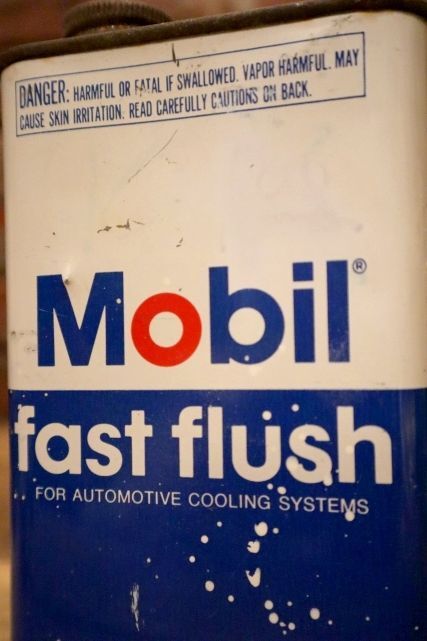 DANGER: HARMFUL OR FATAL IF SWALLOWED. VAPOR HARMFUL. MAY
CAUSE SKIN IRRITATION. READ CAREFULLY CAUTIONS ON BACK.
Mobil®
fast flush
FOR AUTOMOTIVE COOLING SYSTEMS